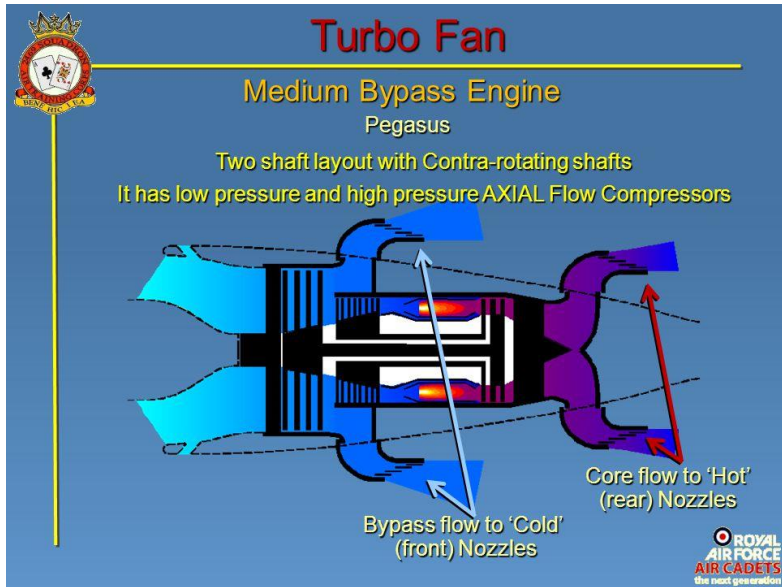 Turbo Fan
Medium Bypass Engine
Pegasus
Two shaft layout with Contra-rotating shafts
It has low pressure and high pressure AXIAL Flow Compressors
Core flow to ‘Hot’
(rear) Nozzles
Bypass flow to ‘Cold’
(front) Nozzles
ROYAL
AIR FORCE
AIR CADETS
the next generation